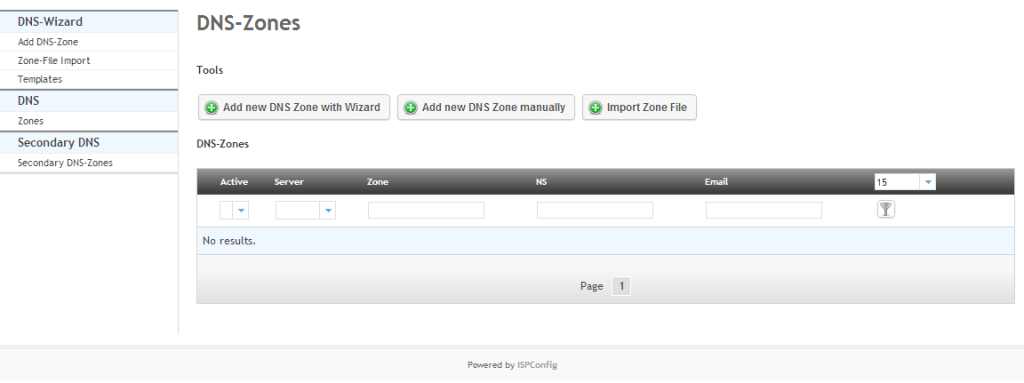 DNS-Wizard
Add DNS-Zone
Zone-File Import
Templates
DNS
Zones
Secondary DNS
Secondary DNS-Zones
DNS-Zones
Tools
Add new DNS Zone with Wizard Add new DNS Zone manually Import Zone File
DNS-Zones
Active Server Zone NS Email 15
No results.
Page 1
Powered by ISPConfig